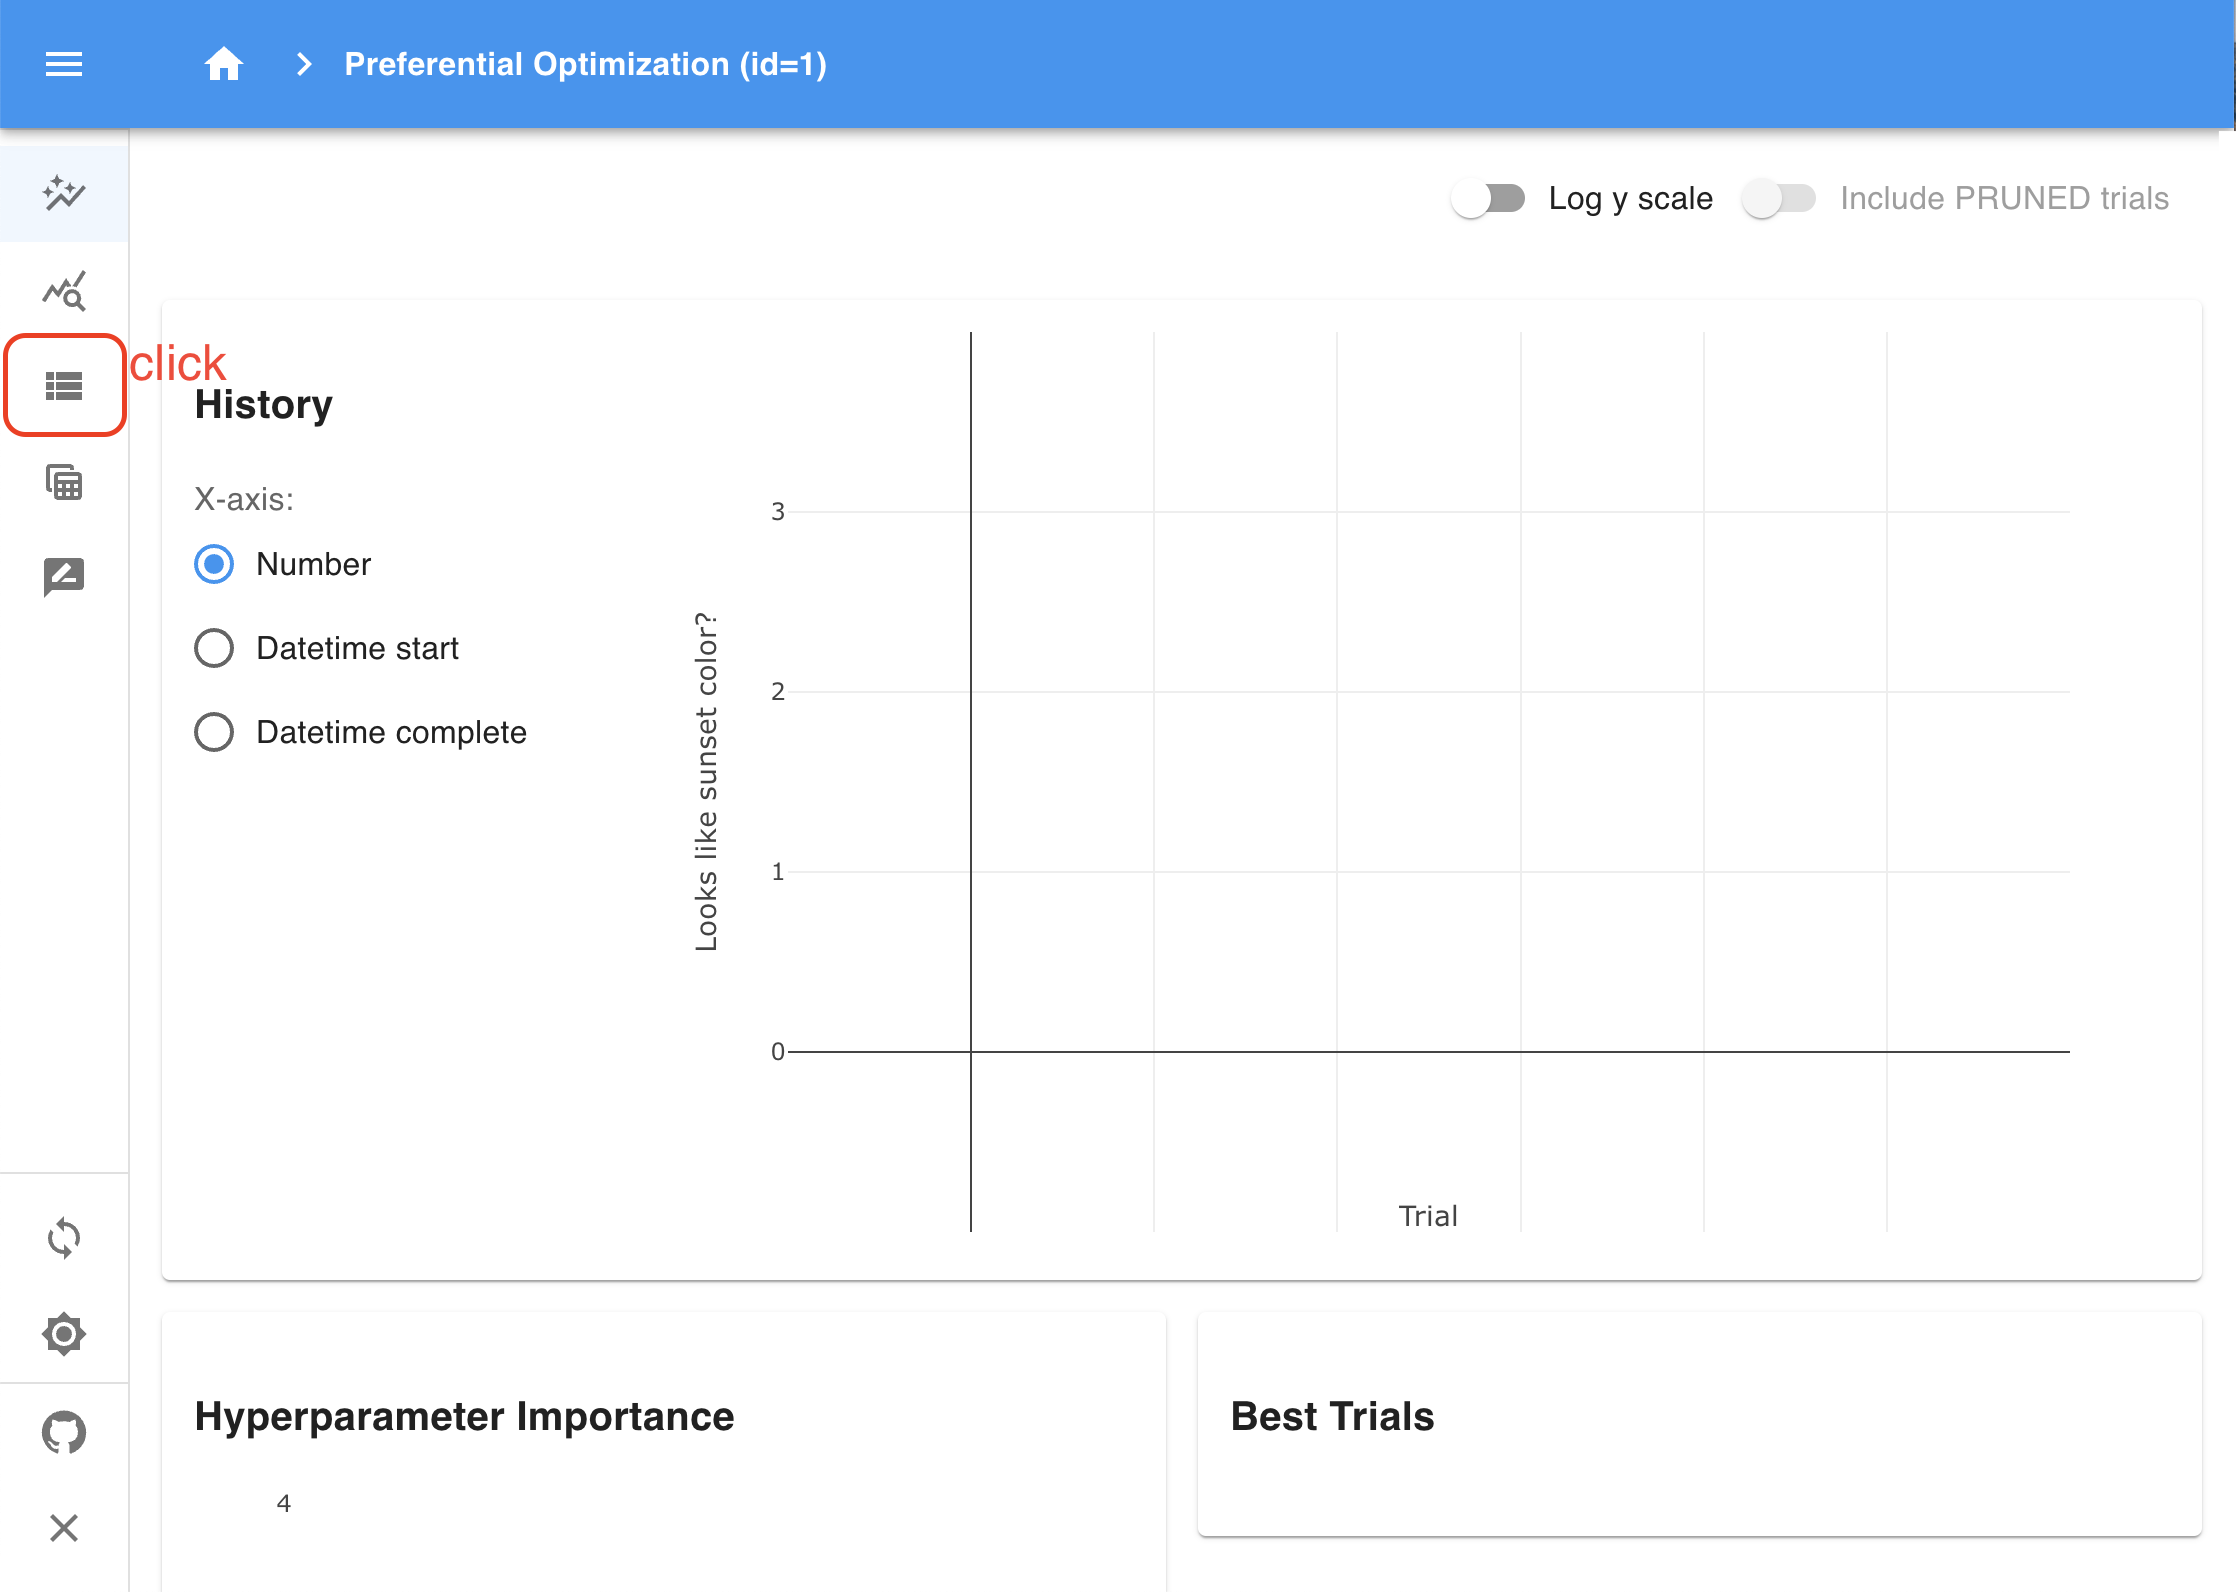 Preferential Optimization (id=1)
Log y scale
Include PRUNED trials
click
History
X-axis:
Number
Datetime start
Datetime complete
Looks like sunset color?
3
2
1
0
Trial
Hyperparameter Importance
4
Best Trials